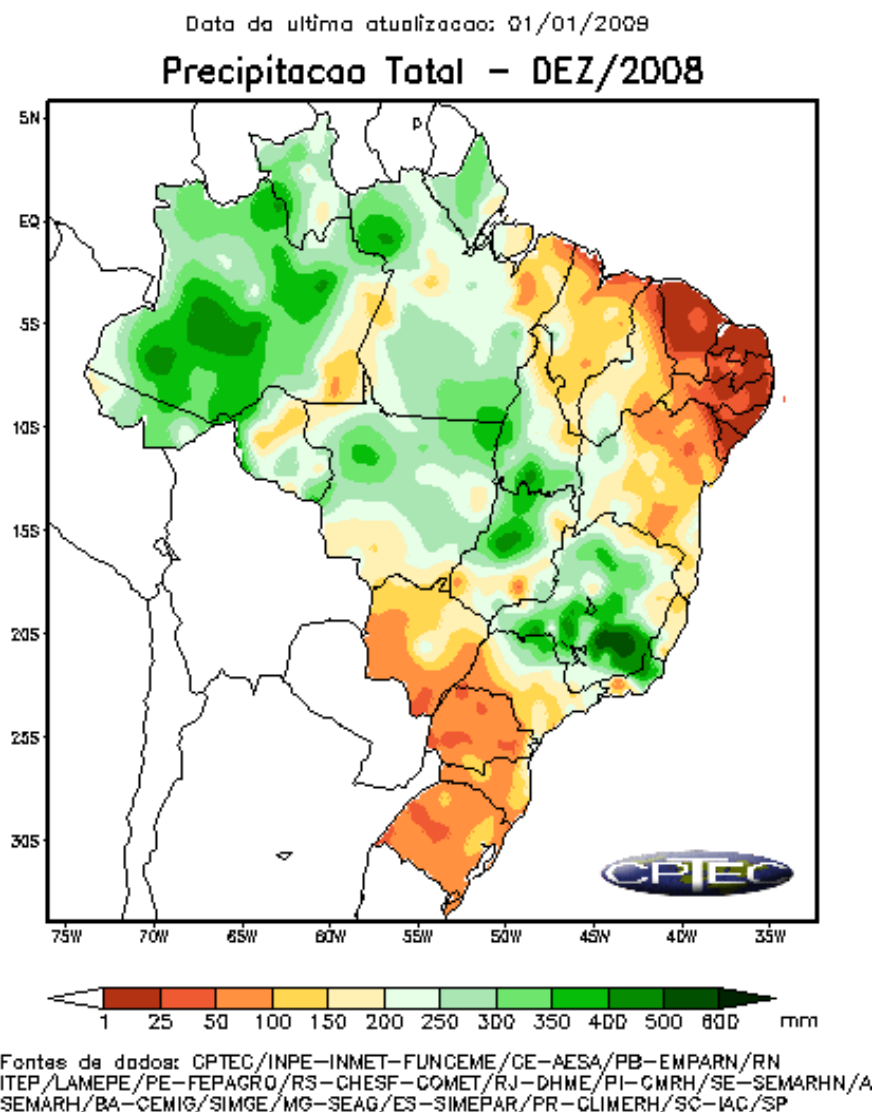 Data da ultima atualizacao: 01/01/2009
Precipitacao Total – DEZ/2008
5N
EQ
5S
10S
15S
20S
25S
30S
75W 70W 65W 60W 55W 50W 45W 40W 35W
CPTEC
1 25 50 100 150 200 250 300 350 400 500 600 mm
Fontes de dados: CPTEC/INPE-INMET-FUNCEME/CE-AESA/PB-EMPARN/RN
ITEP/LAMEPE/PE-FEPAGRO/RS-CHESF-COMET/RJ-DHME/PI-CMRH/SE-SEMARHN/A
SEMARH/BA-CEMIG/SIMGE/MG-SEAG/ES-SIMEPAR/PR-CLIMERH/SC-IAC/SP